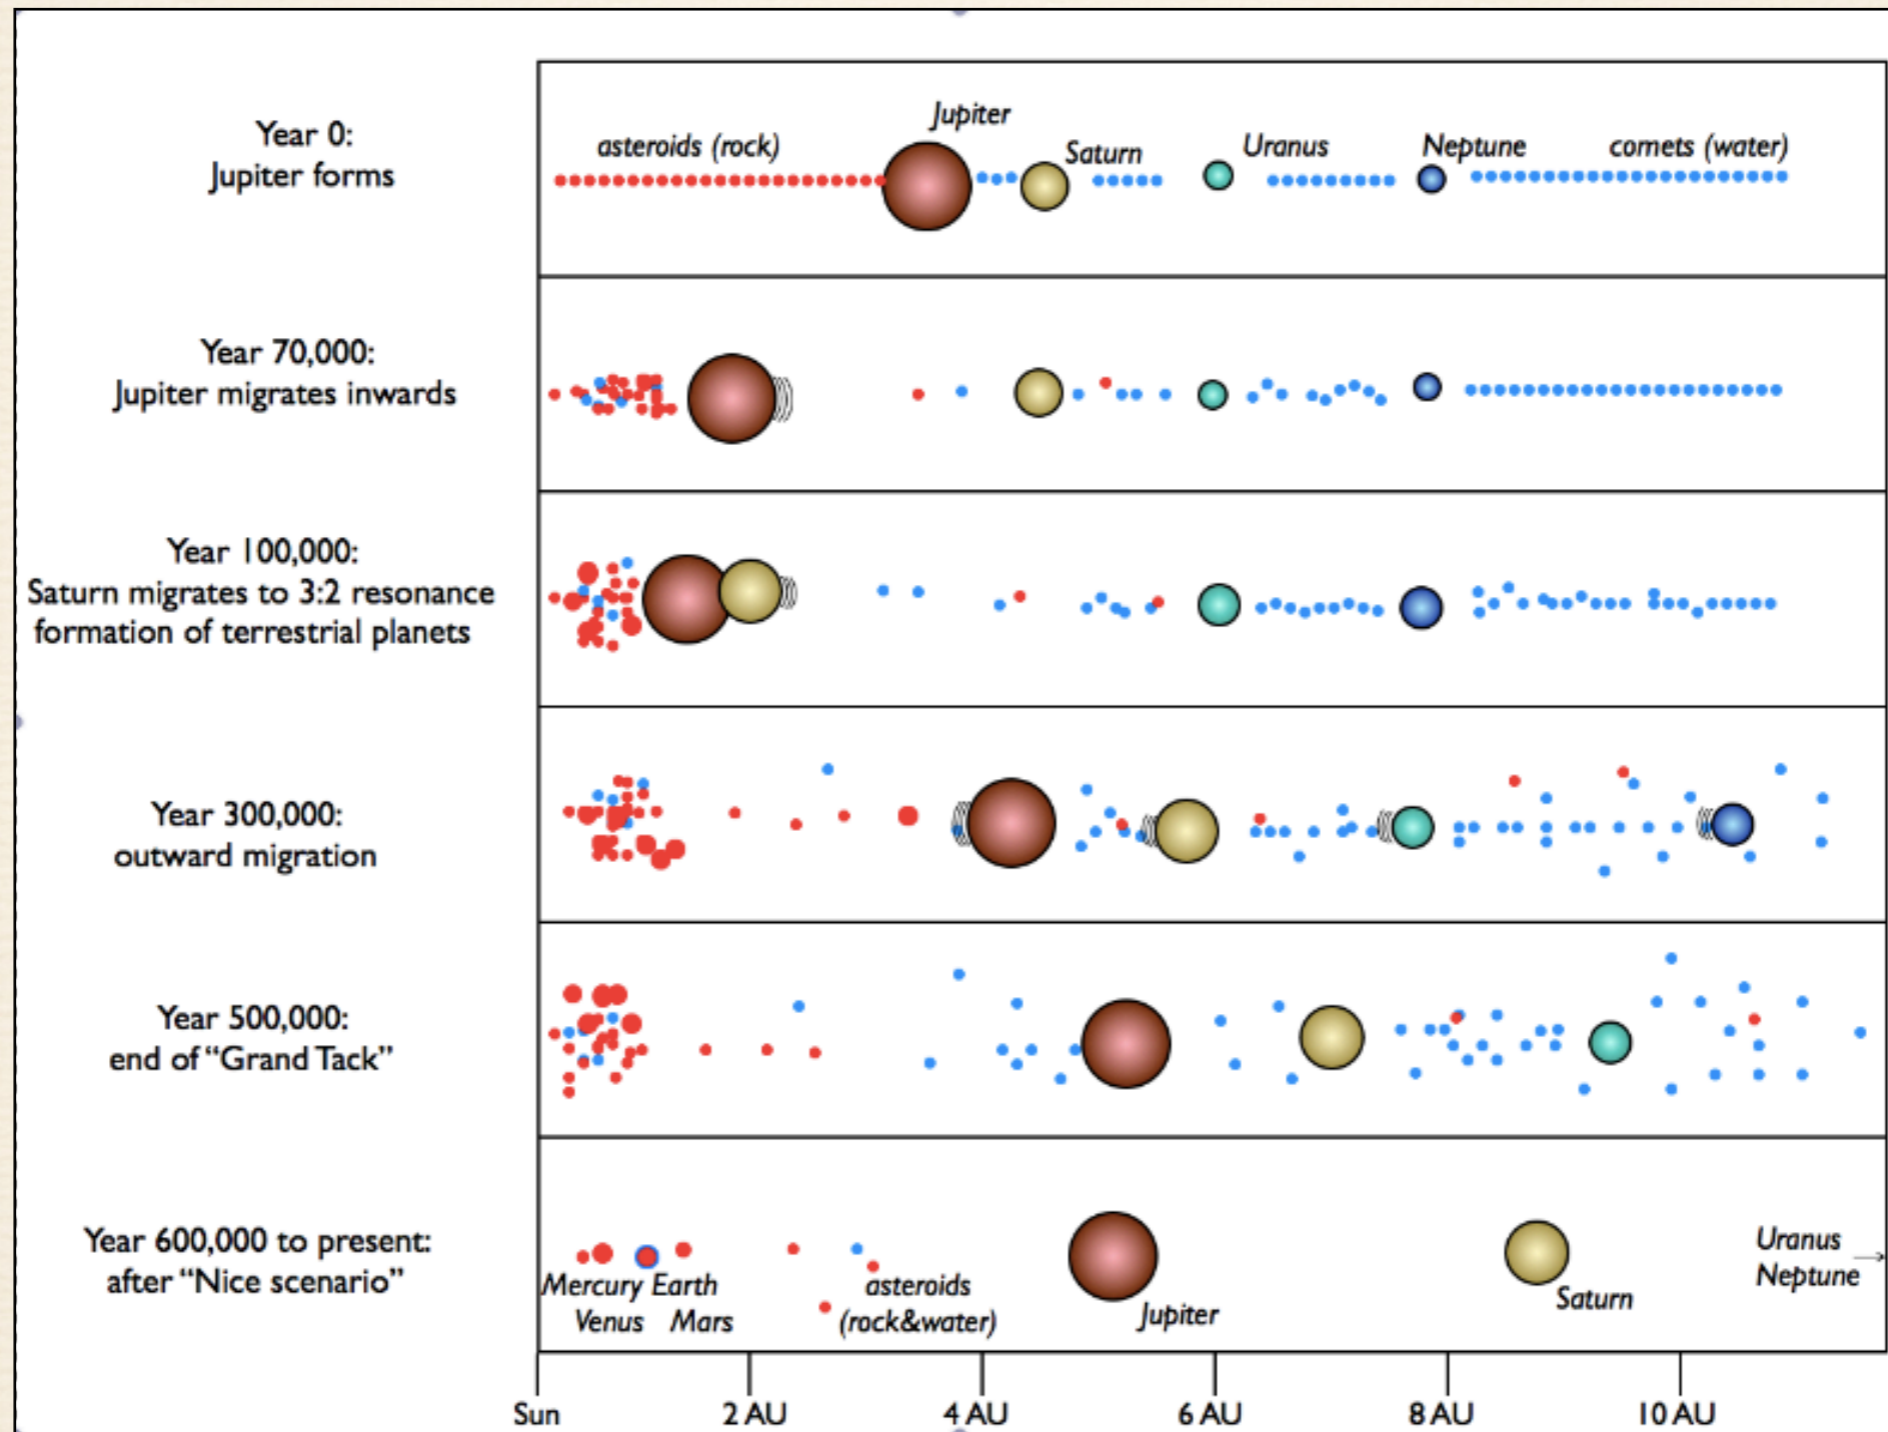 Year 0:
Jupiter forms
asteroids (rock)
Jupiter
Saturn
Uranus
Neptune
comets (water)
Year 70,000:
Jupiter migrates inwards
Year 100,000:
Saturn migrates to 3:2 resonance
formation of terrestrial planets
Year 300,000:
outward migration
Year 500,000:
end of “Grand Tack”
Year 600,000 to present:
after “Nice scenario”
Mercury Earth
Venus Mars
asteroids
(rock&water)
Jupiter
Saturn
Uranus
Neptune
Sun 2 AU 4 AU 6 AU 8 AU 10 AU